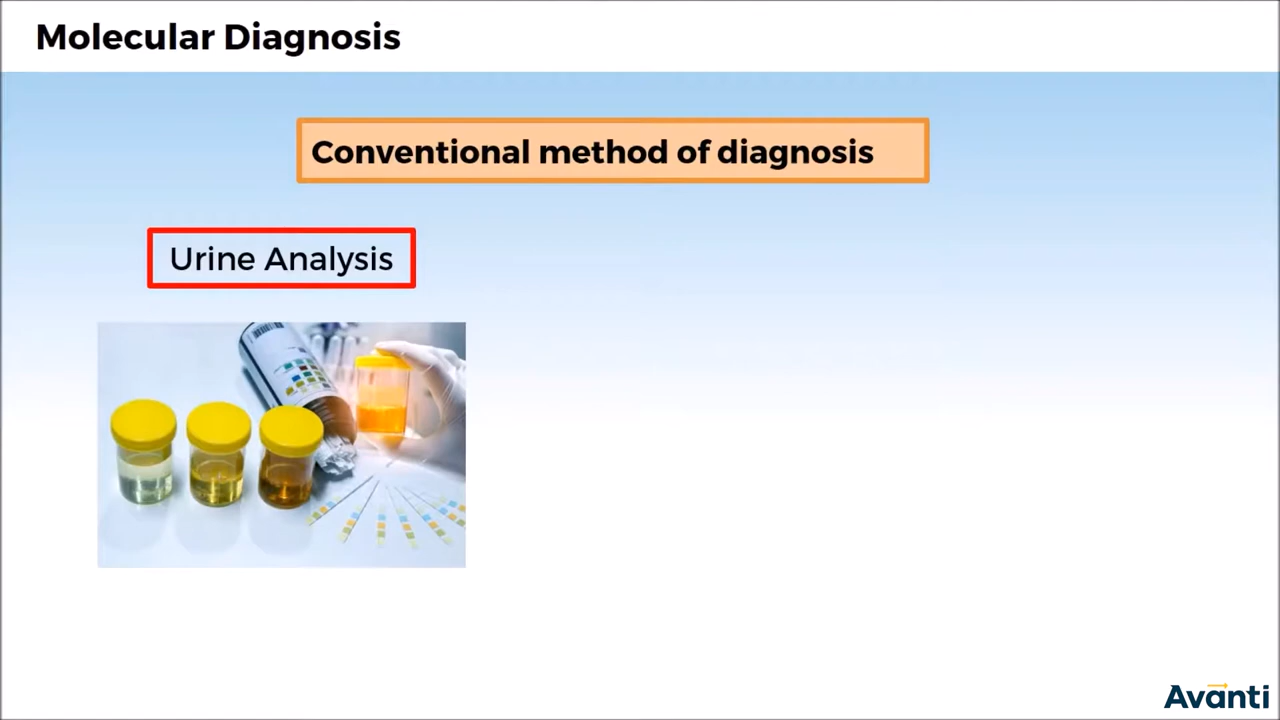 Molecular Diagnosis
Conventional method of diagnosis
Urine Analysis
Avanti